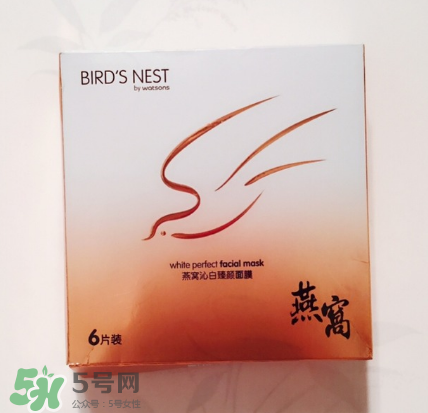 BIRD'S NEST
by watsons
white perfect facial mask
燕窝沁白臻颜面膜
燕窩
6片装
5号网
公众号：5号女性